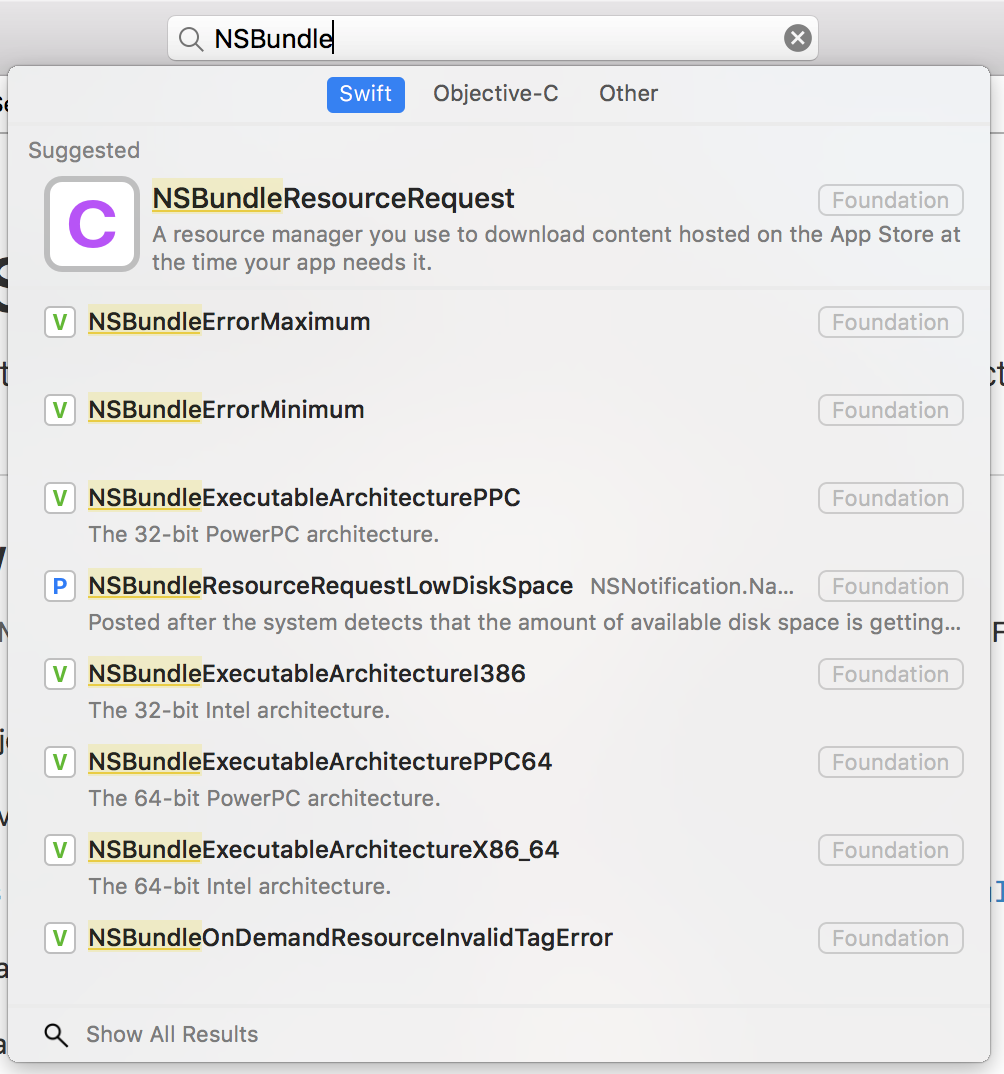 NSBundle
Swift Objective-C Other
Suggested
C
NSBundleResourceRequest Foundation
A resource manager you use to download content hosted on the App Store at
the time your app needs it.
V NSBundleErrorMaximum Foundation
V NSBundleErrorMinimum Foundation
V NSBundleExecutableArchitecturePPC Foundation
The 32-bit PowerPC architecture.
P NSBundleResourceRequestLowDiskSpace NSNotification.Na... Foundation
Posted after the system detects that the amount of available disk space is getting...
V NSBundleExecutableArchitectureI386 Foundation
The 32-bit Intel architecture.
V NSBundleExecutableArchitecturePPC64 Foundation
The 64-bit PowerPC architecture.
V NSBundleExecutableArchitectureX86_64 Foundation
The 64-bit Intel architecture.
V NSBundleOnDemandResourceInvalidTagError Foundation
Show All Results